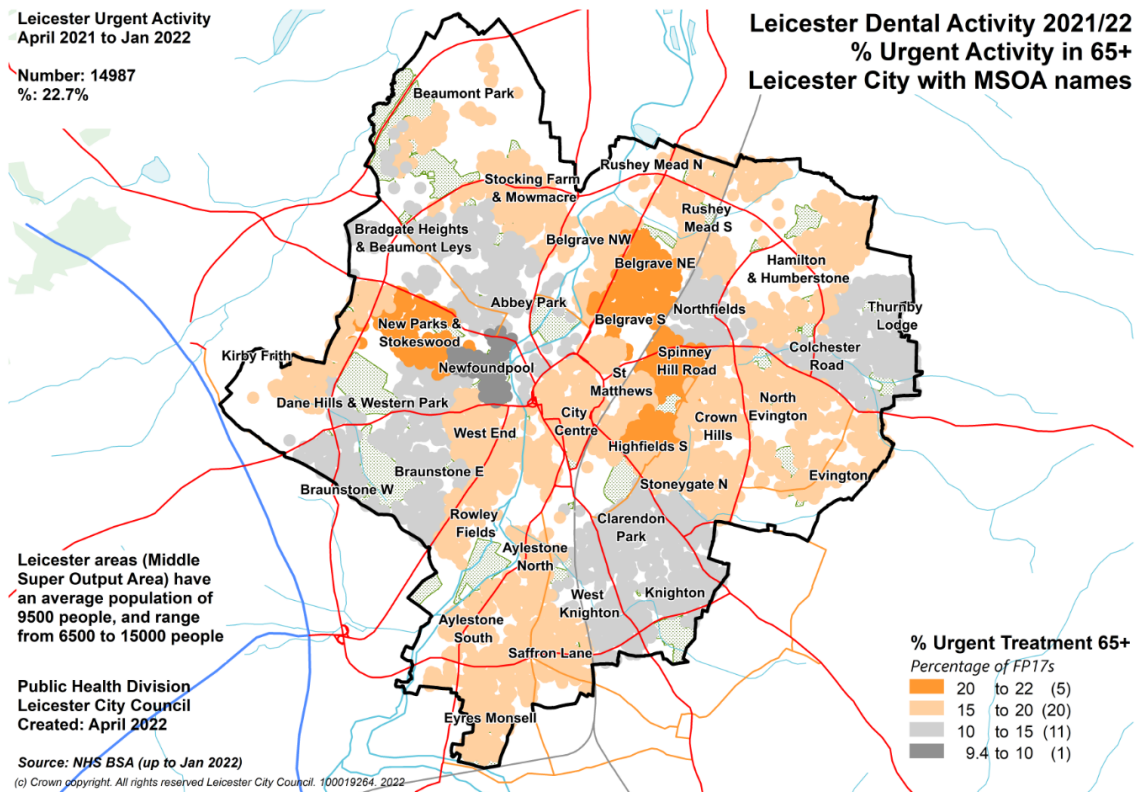 Leicester Urgent Activity
April 2021 to Jan 2022
Number: 14987
%: 22.7%
Leicester Dental Activity 2021/22
% Urgent Activity in 65+
Leicester City with MSOA names
Beaumont Park
Rushey Mead N
Stocking Farm
& Mowmacre
Rushey
Mead S
Bradgate Heights
& Beaumont Leys
Belgrave NW
Belgrave NE
Hamilton
& Humberstone
Abbey Park
Northfields
Thurnby
Lodge
New Parks &
Stokeswood
Belgrave S
Colchester
Road
Kirby Frith
Newfoundpool
Spinney
Hill Road
St
Matthews
Dane Hills & Western Park
North
Evington
City
Centre
Crown
Hills
West End
Highfields S
Braunstone E
Evington
Braunstone W
Stoneygate N
Rowley
Fields
Clarendon
Park
Aylestone
North
West
Knighton
Knighton
Aylestone
South
Saffron Lane
Eyres Monsell
Leicester areas (Middle
Super Output Area) have
an average population of
9500 people, and range
from 6500 to 15000 people
Public Health Division
Leicester City Council
Created: April 2022
Source: NHS BSA (up to Jan 2022)
(c) Crown copyright. All rights reserved Leicester City Council. 100019264. 2022
% Urgent Treatment 65+
Percentage of FP17s
20 to 22 (5)
15 to 20 (20)
10 to 15 (11)
9.4 to 10 (1)